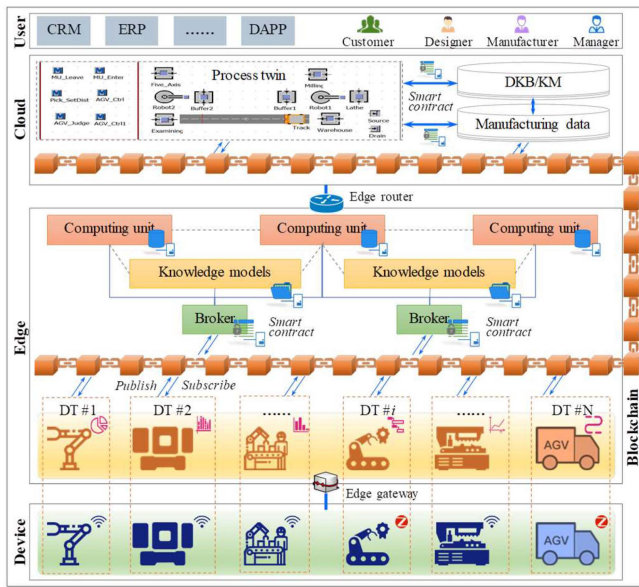 User
CRM
ERP
......
DAPP
Customer
Designer
Manufacturer
Manager
Cloud
MU_Leave
MU_Enter
Pick_SetDist
AGV_Ctrl
AGV_Judge
AGV_Ctrl1
Process twin
Five_Axis
Milling
Robot2
Buffer2
Buffer1
Robot1
Lathe
Examining
Track
Warehouse
Source
Drain
Smart
contract
DKB/KM
Manufacturing data
Edge router
Edge
Computing unit
Computing unit
Computing unit
Knowledge models
Knowledge models
Broker
Smart
contract
Broker
Smart
contract
Publish
Subscribe
Blockchain
DT #1
DT #2
......
DT #i
......
DT #N
AGV
Edge gateway
Device
AGV